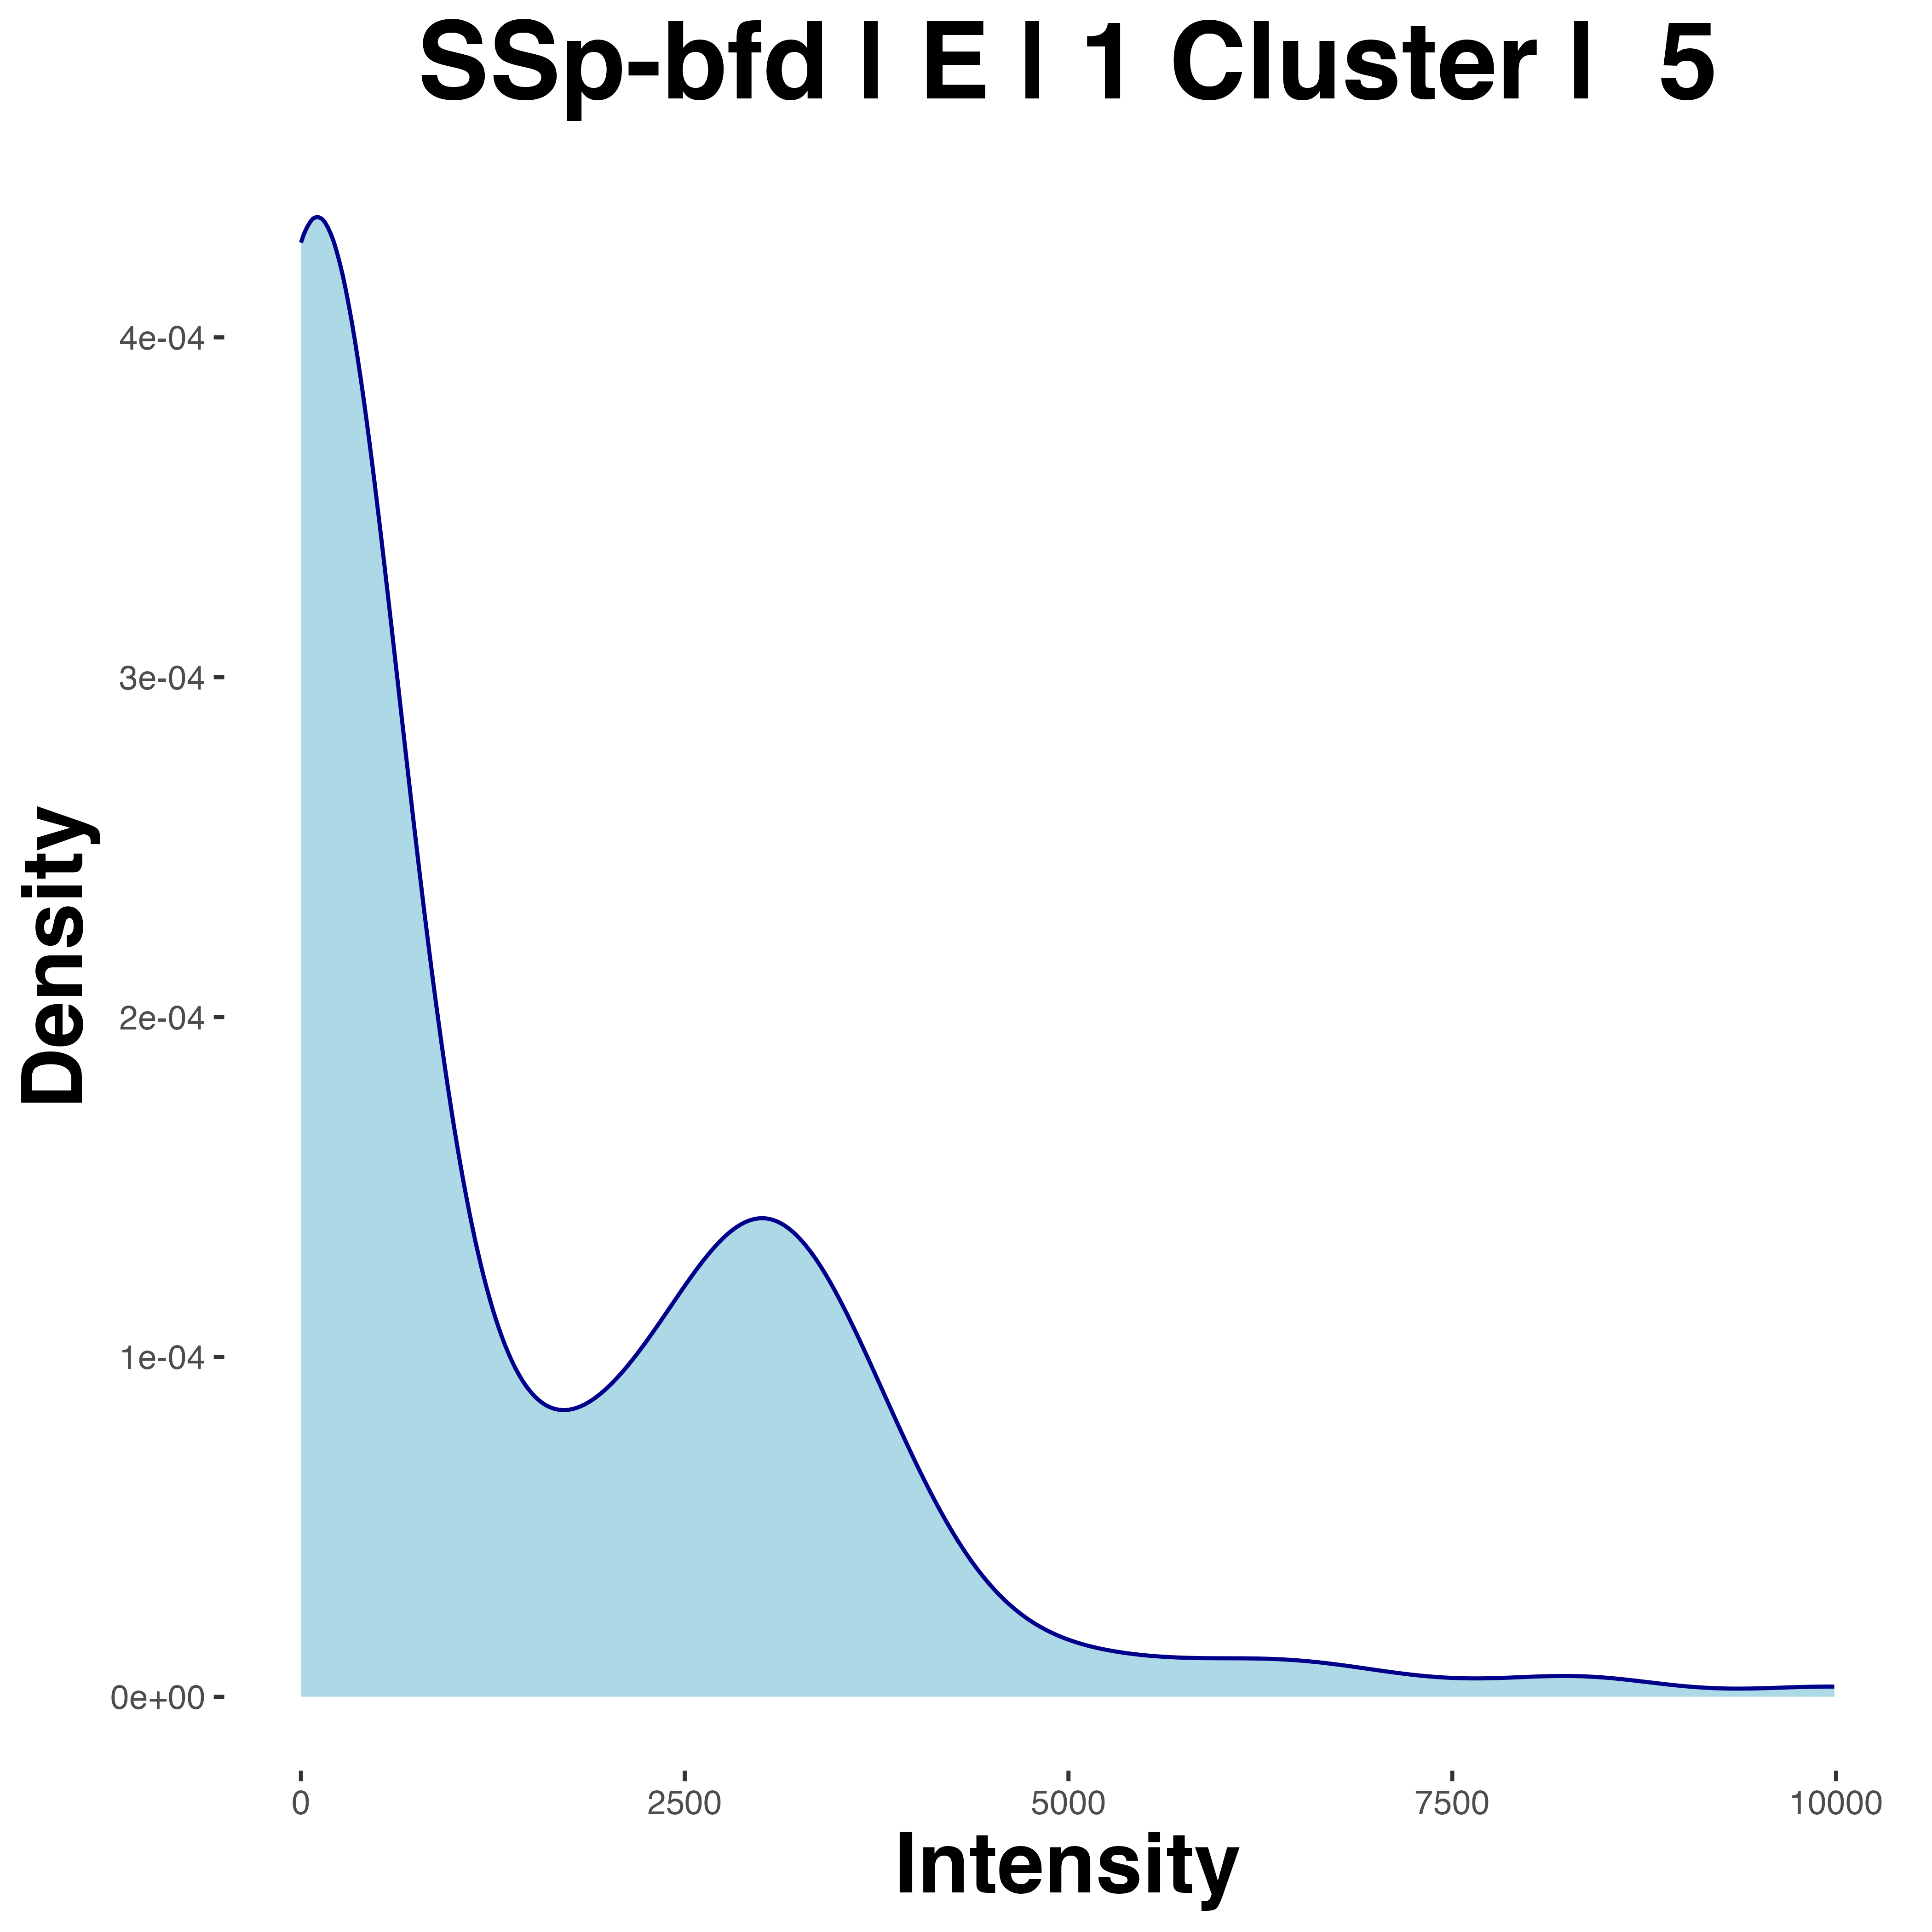 SSp-bfd | E | 1 Cluster | 5
4e-04
3e-04
2e-04
1e-04
0e+00
Density
0 2500 5000 7500 10000
Intensity